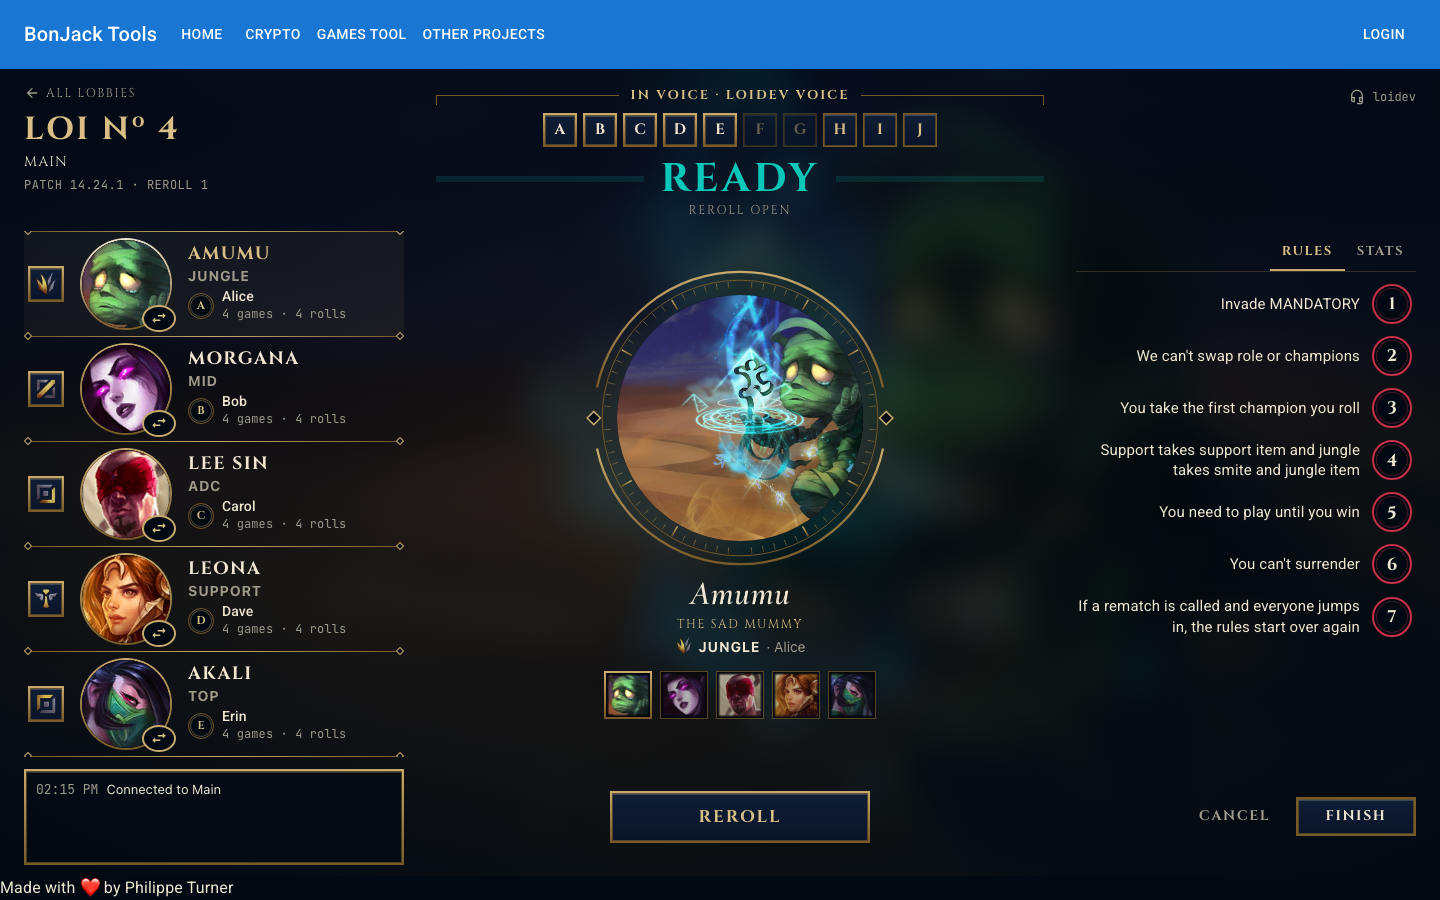 BonJack Tools HOME CRYPTO GAMES TOOL OTHER PROJECTS LOGIN
ALL LOBBIES
LOI Nº 4
MAIN
PATCH 14.24.1 · REROLL 1
IN VOICE · LOIDEV VOICE
A B C D E F G H I J
READY
REROLL OPEN
loidev
AMUMU
JUNGLE
A Alice
4 games · 4 rolls
MORGANA
MID
B Bob
4 games · 4 rolls
LEE SIN
ADC
C Carol
4 games · 4 rolls
LEONA
SUPPORT
D Dave
4 games · 4 rolls
AKALI
TOP
E Erin
4 games · 4 rolls
02:15 PM Connected to Main
Amumu
THE SAD MUMMY
JUNGLE · Alice
REROLL
RULES STATS
Invade MANDATORY 1
We can't swap role or champions 2
You take the first champion you roll 3
Support takes support item and jungle
takes smite and jungle item 4
You need to play until you win 5
You can't surrender 6
If a rematch is called and everyone jumps
in, the rules start over again 7
CANCEL FINISH
Made with ❤️ by Philippe Turner